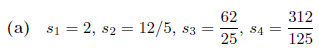 (a) s₁ = 2, s₂ = 12/5, s₃ = 62/25, s₄ = 312/125